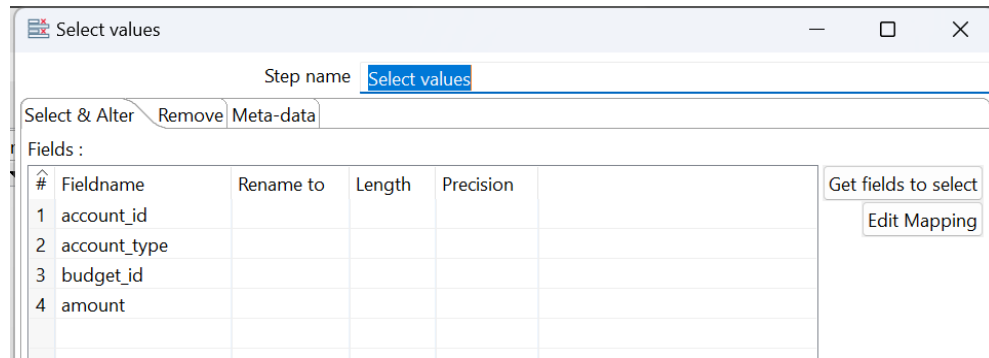 Select values
Step name Select values
Select & Alter Remove Meta-data
Fields :
# Fieldname Rename to Length Precision
Get fields to select
1 account_id
Edit Mapping
2 account_type
3 budget_id
4 amount